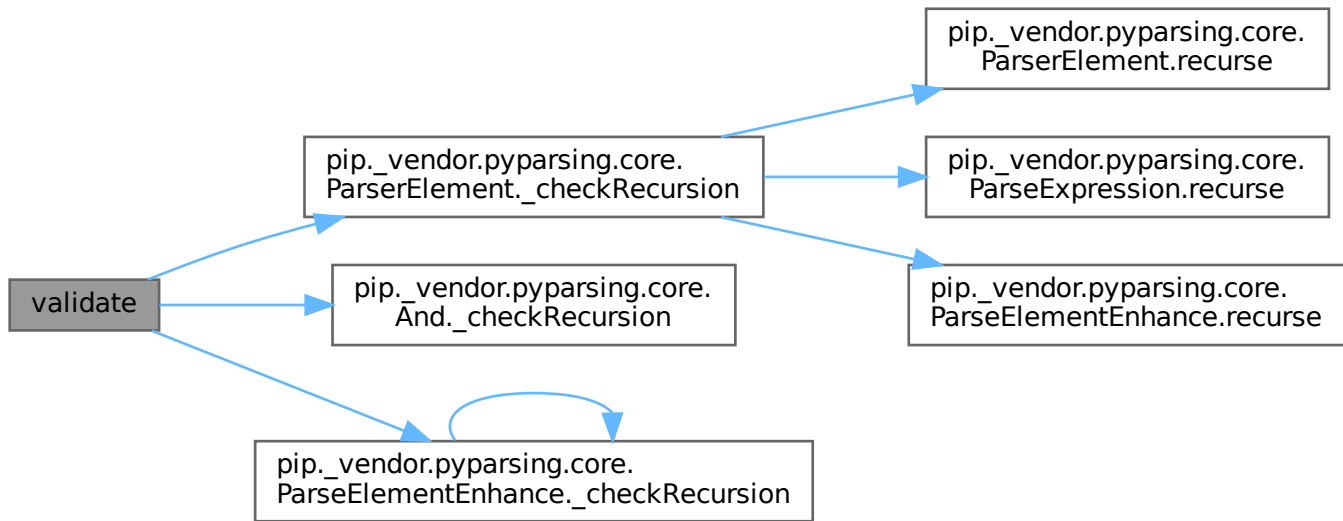 pip._vendor.pyparsing.core.
ParserElement.recurse
pip._vendor.pyparsing.core.
ParserElement._checkRecursion
pip._vendor.pyparsing.core.
ParseExpression.recurse
validate
pip._vendor.pyparsing.core.
And._checkRecursion
pip._vendor.pyparsing.core.
ParseElementEnhance.recurse
pip._vendor.pyparsing.core.
ParseElementEnhance._checkRecursion